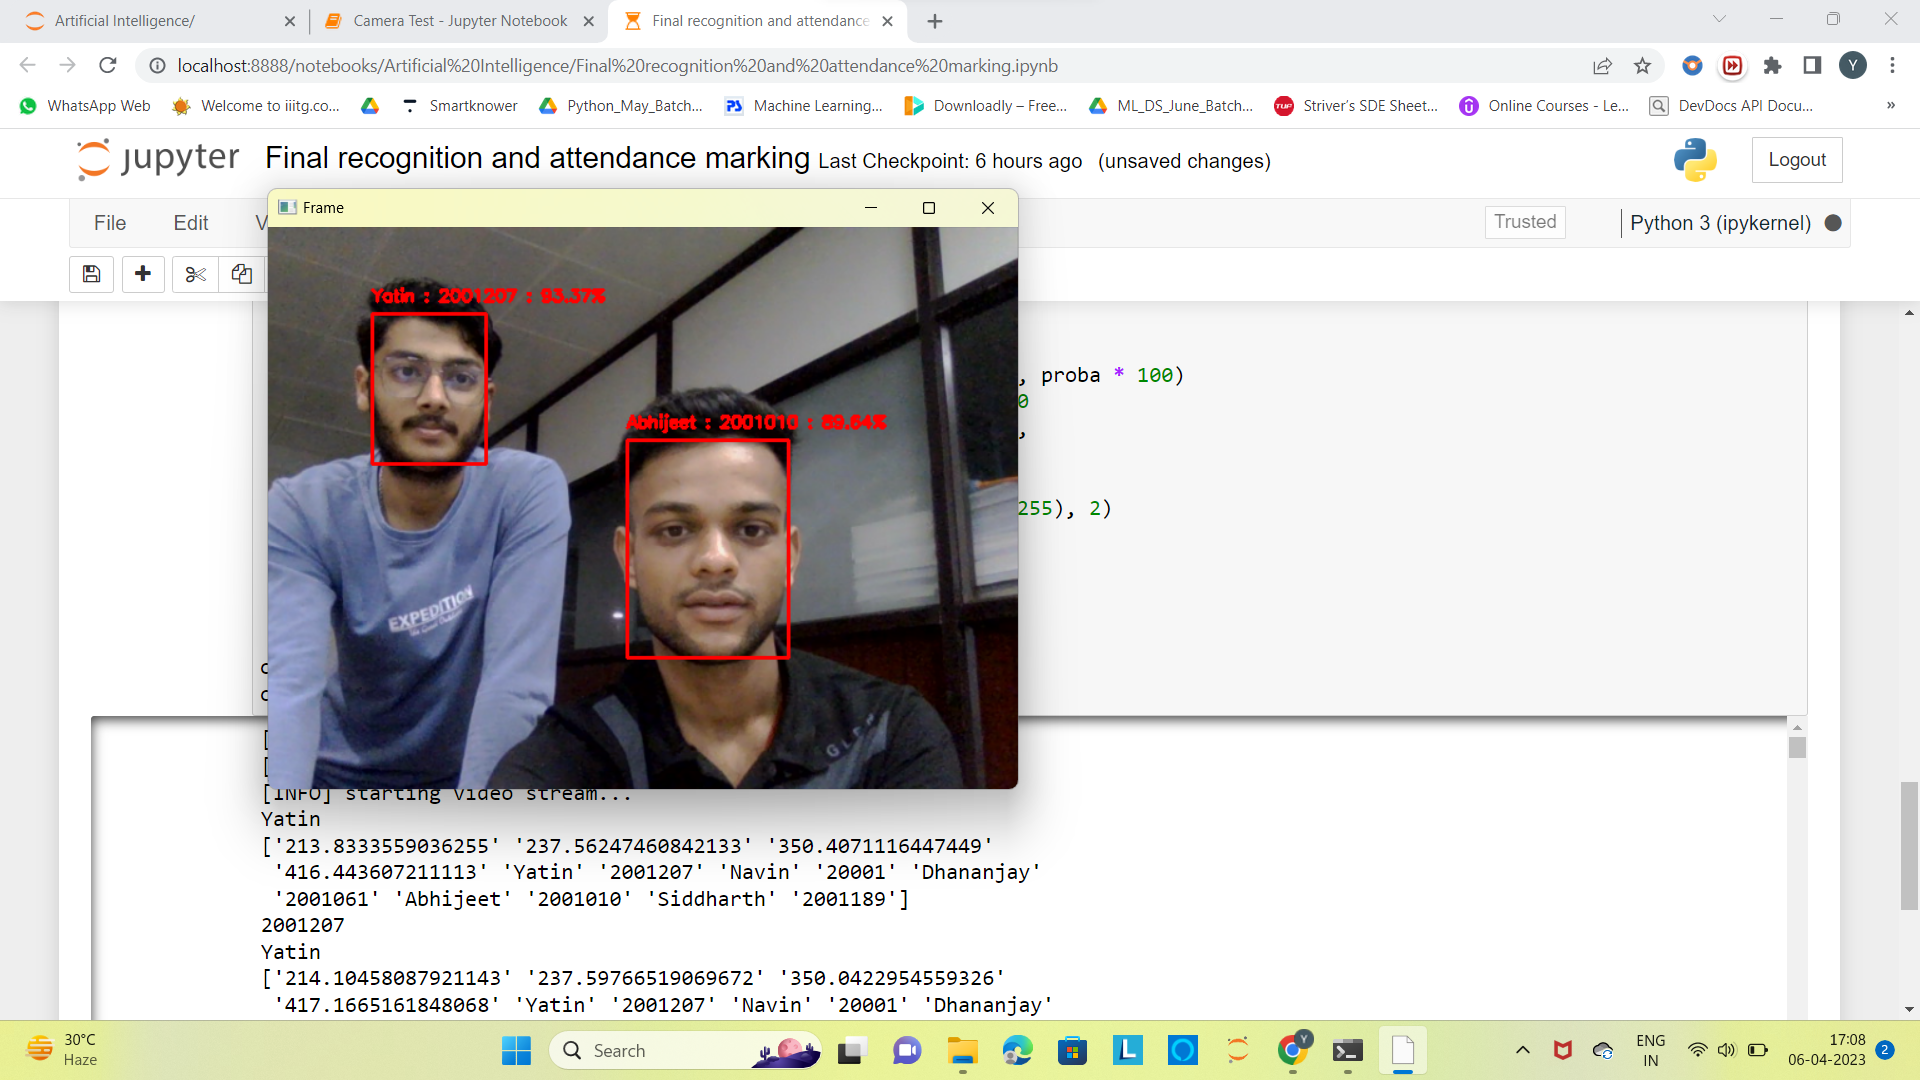 Artificial Intelligence/
Camera Test - Jupyter Notebook
Final recognition and attendance
localhost:8888/notebooks/Artificial%20Intelligence/Final%20recognition%20and%20attendance%20marking.ipynb
Y
WhatsApp Web
Welcome to iiitg.co...
Smartknower
Python_May_Batch...
PS
Machine Learning...
Downloadly – Free...
ML_DS_June_Batch...
TUF
Striver's SDE Sheet...
Online Courses - Le...
DevDocs API Docu...
»
jupyter
Final recognition and attendance marking Last Checkpoint: 6 hours ago (unsaved changes)
Logout
Frame
File
Edit
V
Trusted
Python 3 (ipykernel)
Yatin : 2001207 : 93.37%
, proba * 100)
0
Abhijeet : 2001010 : 89.64%
,
255), 2)
EXPEDITION
c
c
[
[
[INFO] starting video stream...
Yatin
['213.8333559036255' '237.56247460842133' '350.4071116447449'
'416.443607211113' 'Yatin' '2001207' 'Navin' '20001' 'Dhananjay'
'2001061' 'Abhijeet' '2001010' 'Siddharth' '2001189']
2001207
Yatin
['214.10458087921143' '237.59766519069672' '350.0422954559326'
'417.1665161848068' 'Yatin' '2001207' 'Navin' '20001' 'Dhananjay'
30°C
Haze
Search
L
Y
ENG
IN
17:08
06-04-2023
2